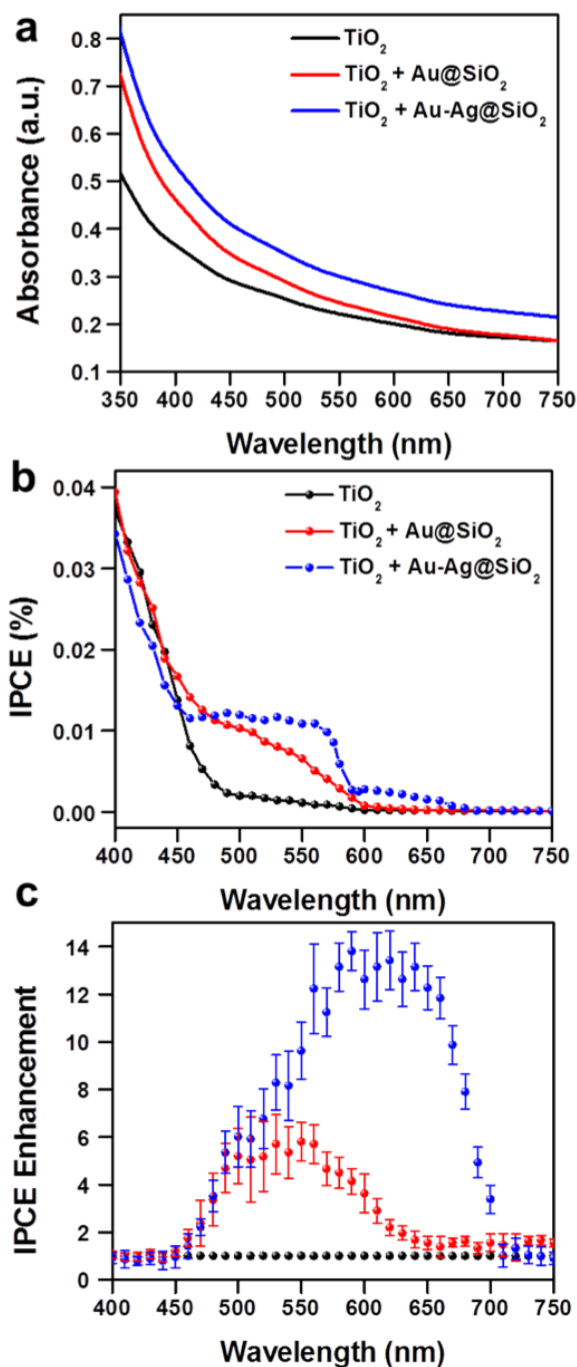 a
TiO2
TiO2 + Au@SiO2
TiO2 + Au-Ag@SiO2
Absorbance (a.u.)
0.8
0.7
0.6
0.5
0.4
0.3
0.2
0.1
350 400 450 500 550 600 650 700 750
Wavelength (nm)
b
TiO2
TiO2 + Au@SiO2
TiO2 + Au-Ag@SiO2
IPCE (%)
0.04
0.03
0.02
0.01
0.00
400 450 500 550 600 650 700 750
Wavelength (nm)
c
IPCE Enhancement
14
12
10
8
6
4
2
0
400 450 500 550 600 650 700 750
Wavelength (nm)